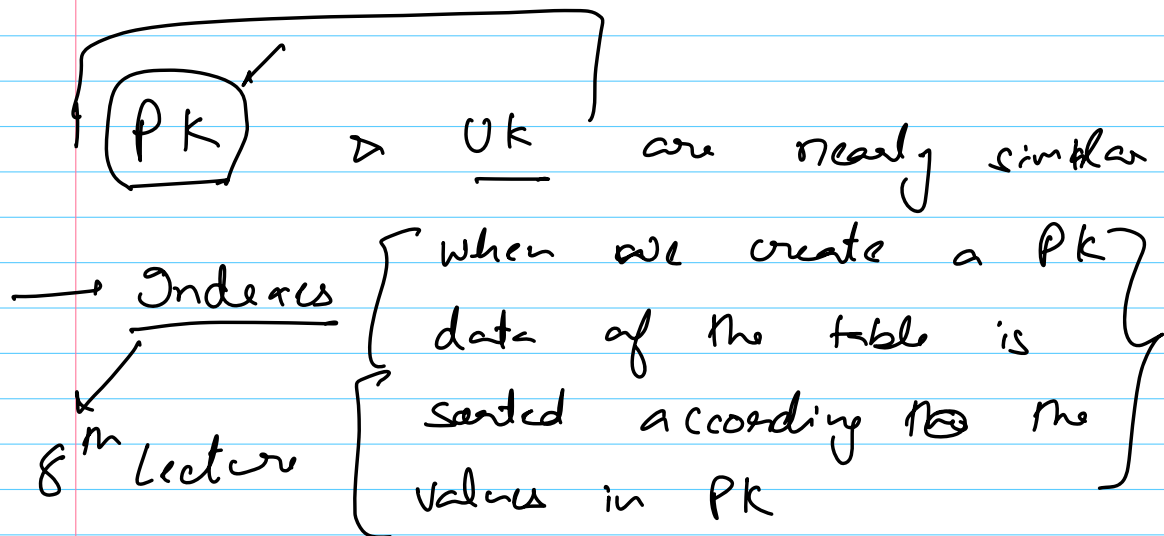 PK & UK are nearly similar
→ Indexes
when we create a PK
data of the table is
sorted according to the
values in PK
8th Lecture